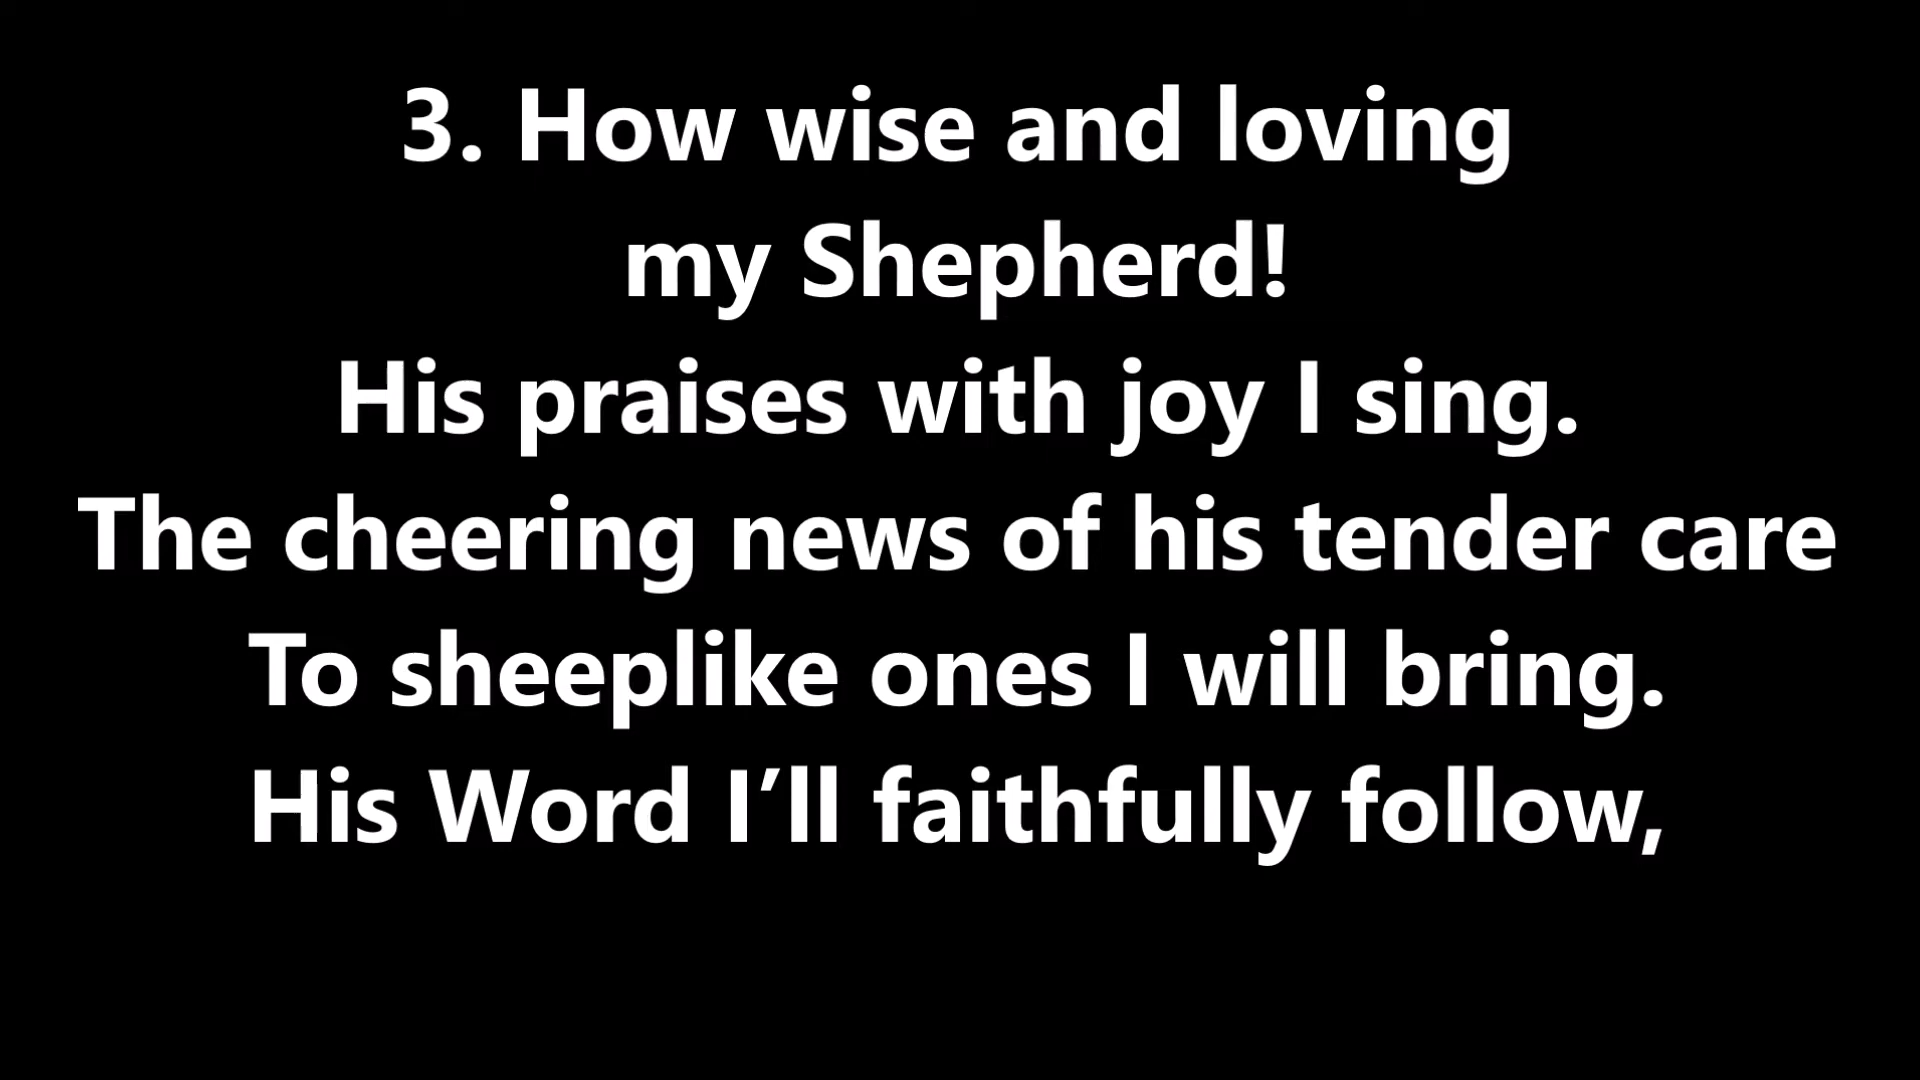 3. How wise and loving
my Shepherd!
His praises with joy I sing.
The cheering news of his tender care
To sheeplike ones I will bring.
His Word I’ll faithfully follow,